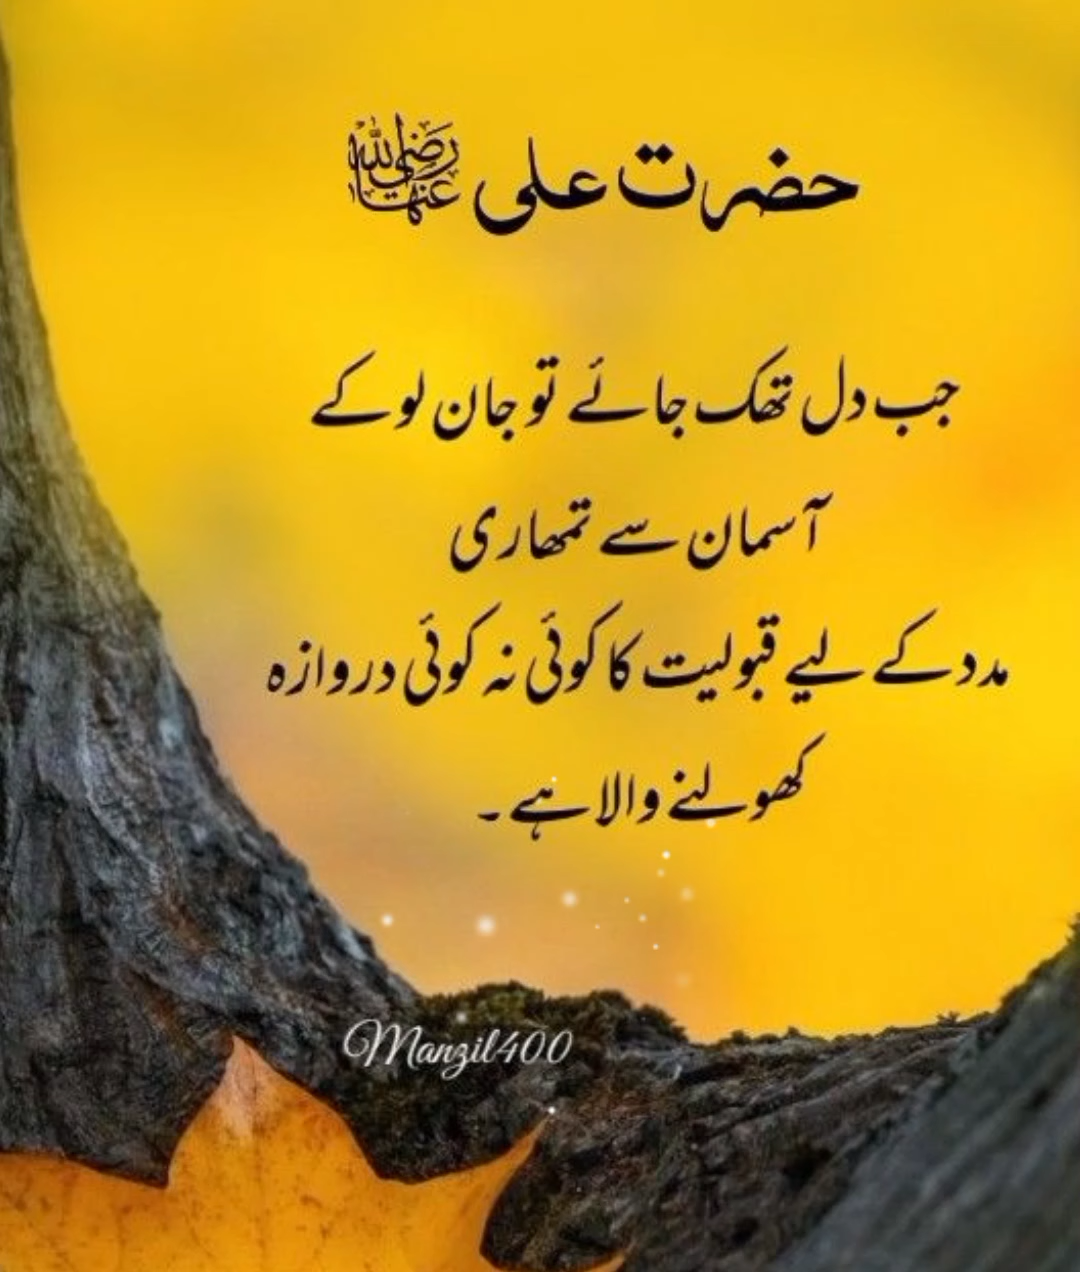 حضرت علی رضی اللہ عنها
جب دل تھک جائے تو جان لو کے
آسمان سے تمھاری
مدد کے لیے قبولیت کا کوئی نہ کوئی دروازہ
کھولنے والا ہے ۔
Manzil400